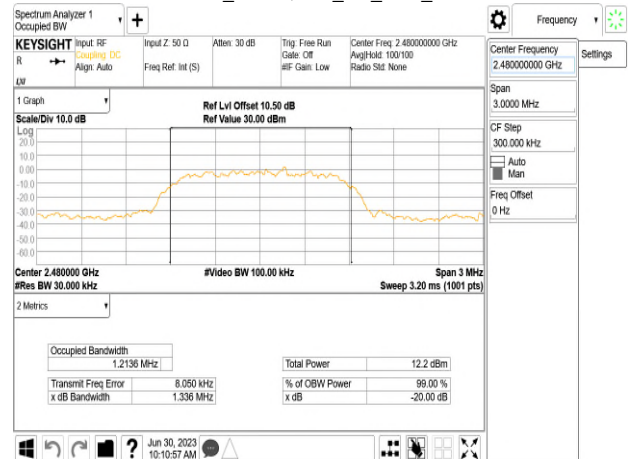 Spectrum Analyzer 1
Occupied BW
Frequency
KEYSIGHT
Input: RF
Coupling: DC
Align: Auto
Input Z: 50 Ω
Freq Ref: Int (S)
Atten: 30 dB
Trig: Free Run
Gate: Off
#IF Gain: Low
Center Freq: 2.480000000 GHz
Avg|Hold: 100/100
Radio Std: None
R
LXI
Center Frequency
2.480000000 GHz
Settings
Span
3.0000 MHz
CF Step
300.000 kHz
Auto
Man
Freq Offset
0 Hz
1 Graph
Scale/Div 10.0 dB
Ref Lvl Offset 10.50 dB
Ref Value 30.00 dBm
Log
20.0
10.0
0.00
-10.0
-20.0
-30.0
-40.0
-50.0
-60.0
Center 2.480000 GHz
#Res BW 30.000 kHz
#Video BW 100.00 kHz
Span 3 MHz
Sweep 3.20 ms (1001 pts)
2 Metrics
Occupied Bandwidth
1.2136 MHz
Total Power 12.2 dBm
Transmit Freq Error 8.050 kHz
% of OBW Power 99.00 %
x dB Bandwidth 1.336 MHz
x dB -20.00 dB
?
Jun 30, 2023
10:10:57 AM